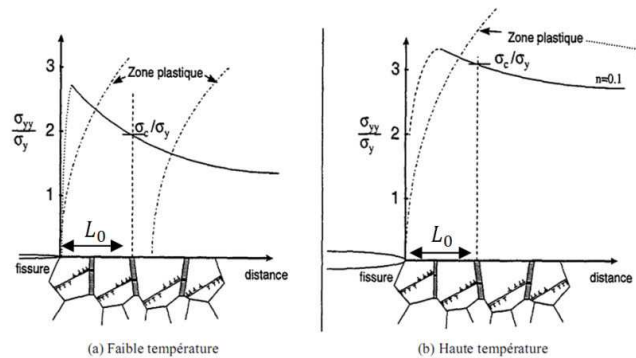 3
Zone plastique
σc/σy
σyy
σy
2
1
L0
fissure
distance
(a) Faible température
3
Zone plastique
σc/σy
n=0.1
σyy
σy
2
1
L0
fissure
distance
(b) Haute température